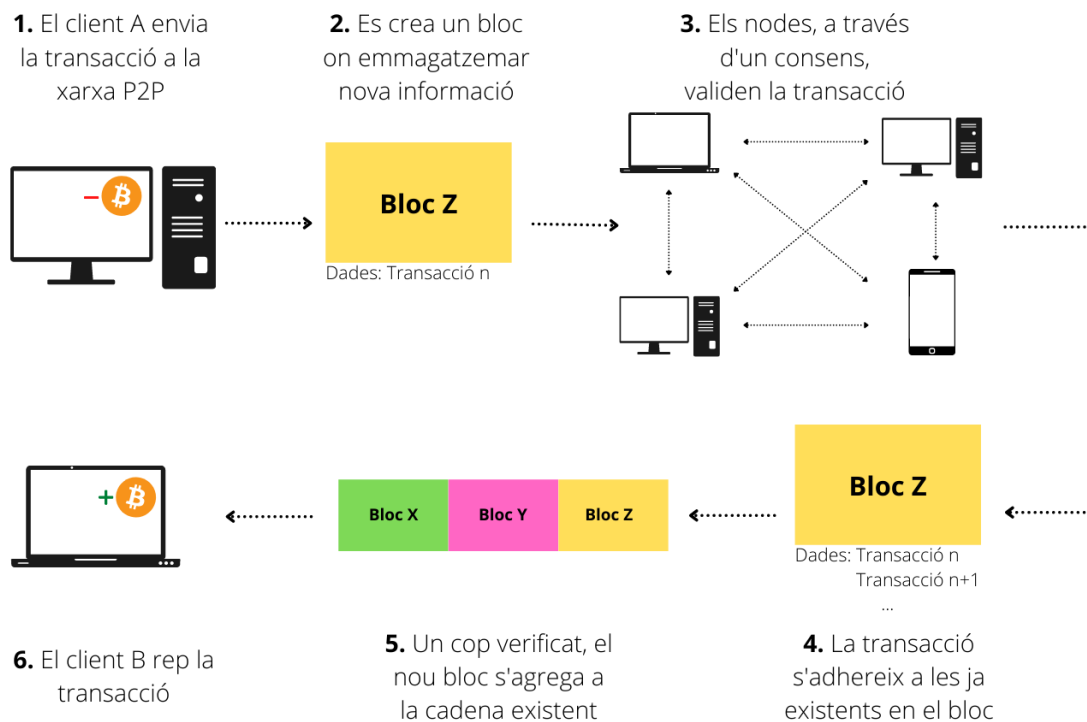 1. El client A envia
la transacció a la
xarxa P2P
2. Es crea un bloc
on emmagatzemar
nova informació
3. Els nodes, a través
d'un consens,
validen la transacció
Bloc Z
Dades: Transacció n
Bloc Z
Dades: Transacció n
Transacció n+1
...
4. La transacció
s'adhereix a les ja
existents en el bloc
Bloc X
Bloc Y
Bloc Z
5. Un cop verificat, el
nou bloc s'agrega a
la cadena existent
6. El client B rep la
transacció